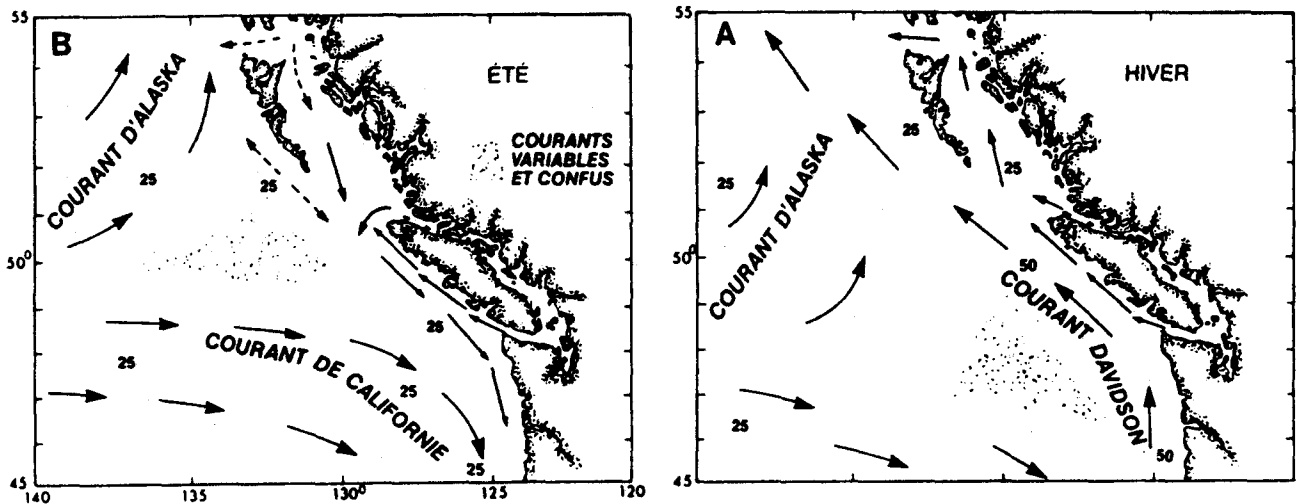 55
B
COURANT D'ALASKA
ÉTÉ
COURANTS
VARIABLES
ET CONFUS
25
25
50°
25
25
COURANT DE CALIFORNIE
25
25
45
140
135
130°
125
120
55
A
HIVER
COURANT D'ALASKA
25
25
25
50°
50
COURANT DAVIDSON
25
50
45